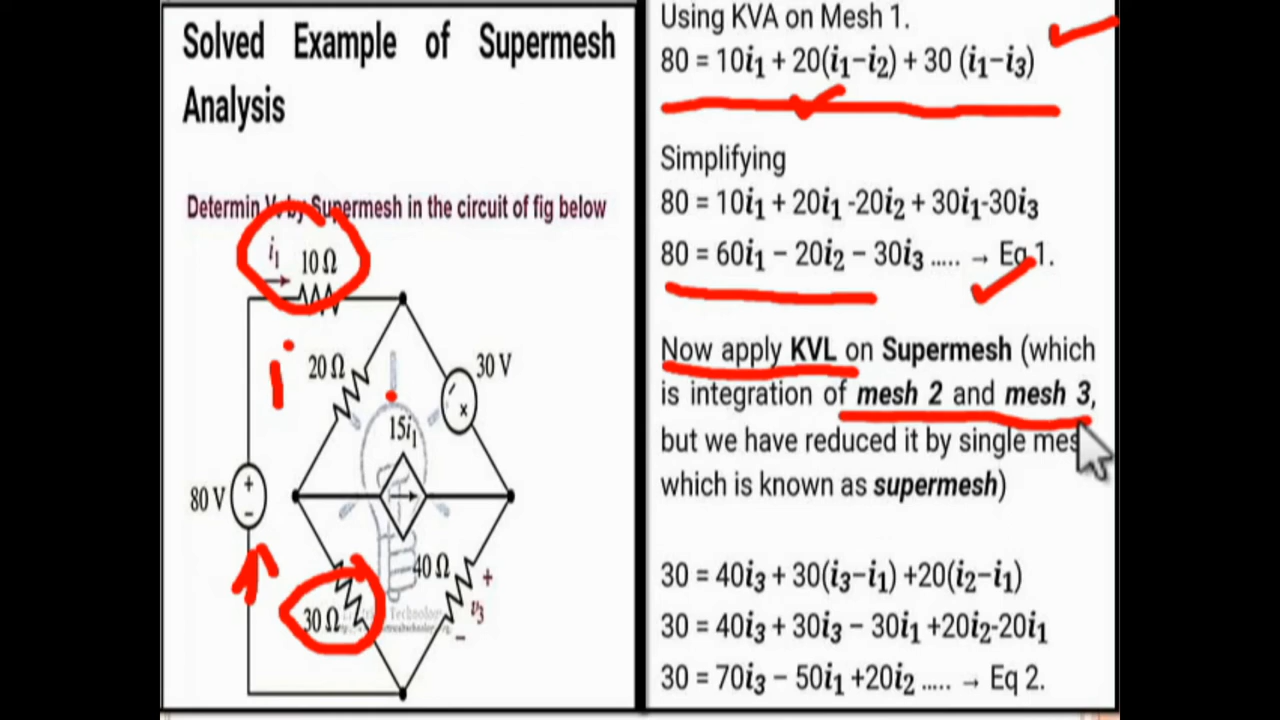 Solved Example of Supermesh
Analysis
Determin V₃ by Supermesh in the circuit of fig below
i₁
10 Ω
20 Ω
30 V
15i₁
80 V
+
−
30 Ω
40 Ω
+
v₃
−
i
Using KVA on Mesh 1.
80 = 10i₁ + 20(i₁−i₂) + 30 (i₁−i₃)
Simplifying
80 = 10i₁ + 20i₁ -20i₂ + 30i₁-30i₃
80 = 60i₁ − 20i₂ − 30i₃ ..... → Eq 1.
Now apply KVL on Supermesh (which
is integration of mesh 2 and mesh 3,
but we have reduced it by single mes
which is known as supermesh)
30 = 40i₃ + 30(i₃−i₁) +20(i₂−i₁)
30 = 40i₃ + 30i₃ − 30i₁ +20i₂-20i₁
30 = 70i₃ − 50i₁ +20i₂ ..... → Eq 2.